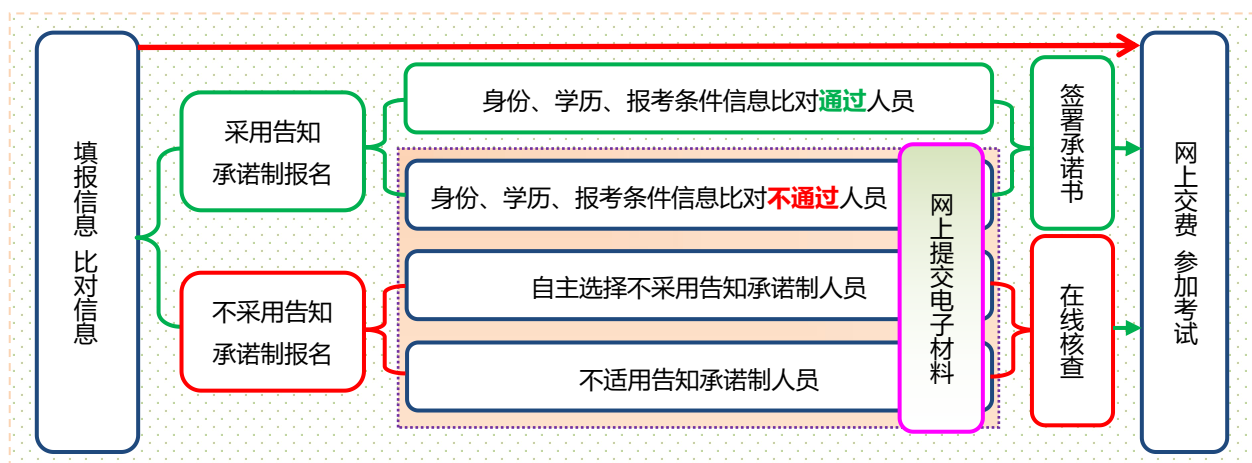 填报信息 比对信息
采用告知
承诺制报名
不采用告知
承诺制报名
身份、学历、报考条件信息比对通过人员
身份、学历、报考条件信息比对不通过人员
自主选择不采用告知承诺制人员
不适用告知承诺制人员
网上提交电子材料
签署承诺书
在线核查
网上交费 参加考试